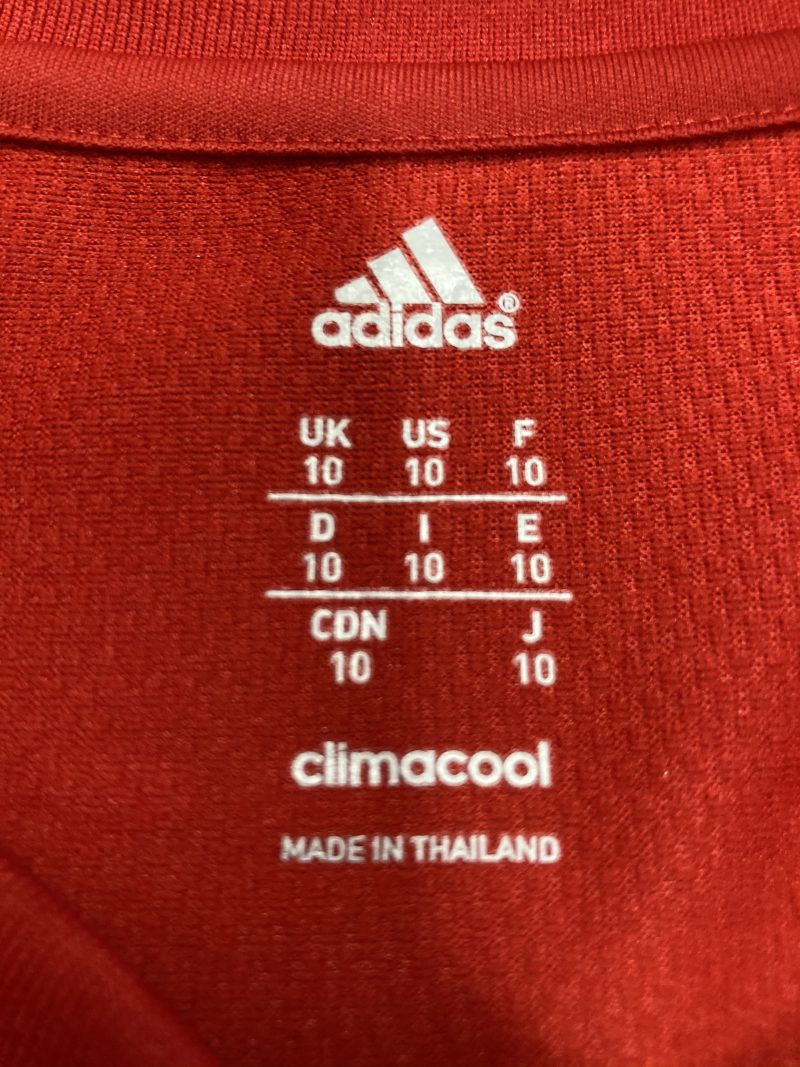 adidas®
UK US F
10 10 10
D I E
10 10 10
CDN J
10 10
climacool
MADE IN THAILAND